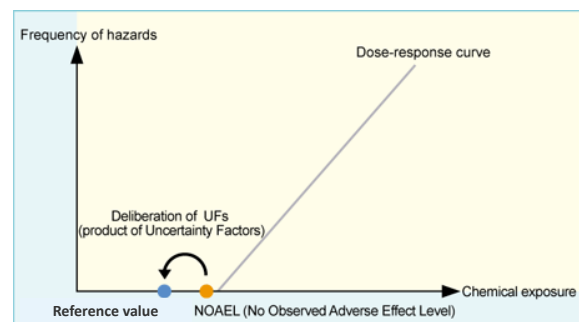 Frequency of hazards
Dose-response curve
Deliberation of UFs
(product of Uncertainty Factors)
Chemical exposure
Reference value
NOAEL (No Observed Adverse Effect Level)